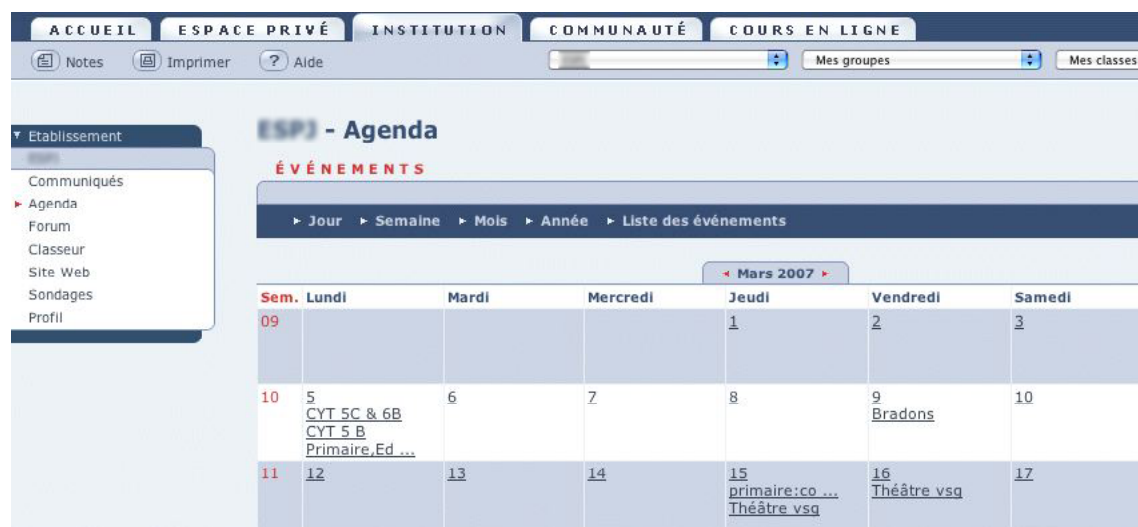 ACCUEIL ESPACE PRIVÉ INSTITUTION COMMUNAUTÉ COURS EN LIGNE
Notes Imprimer ? Aide Mes groupes Mes classes
Etablissement
Communiqués
Agenda
Forum
Classeur
Site Web
Sondages
Profil
- Agenda
ÉVÉNEMENTS
Jour Semaine Mois Année Liste des événements
Mars 2007
Sem. Lundi Mardi Mercredi Jeudi Vendredi Samedi
09 1 2 3
10 5 6 7 8 9 10
CYT 5C & 6B Bradons
CYT 5 B
Primaire,Ed ...
11 12 13 14 15 16 17
primaire:co ... Théâtre vsg
Théâtre vsg